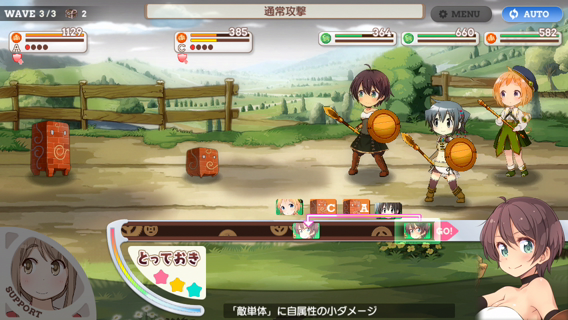 WAVE 3/3 2
通常攻撃
MENU
AUTO
1129
385
364
660
582
A
C
C
A
GO!
とっておき
SUPPORT
「敵単体」に自属性の小ダメージ